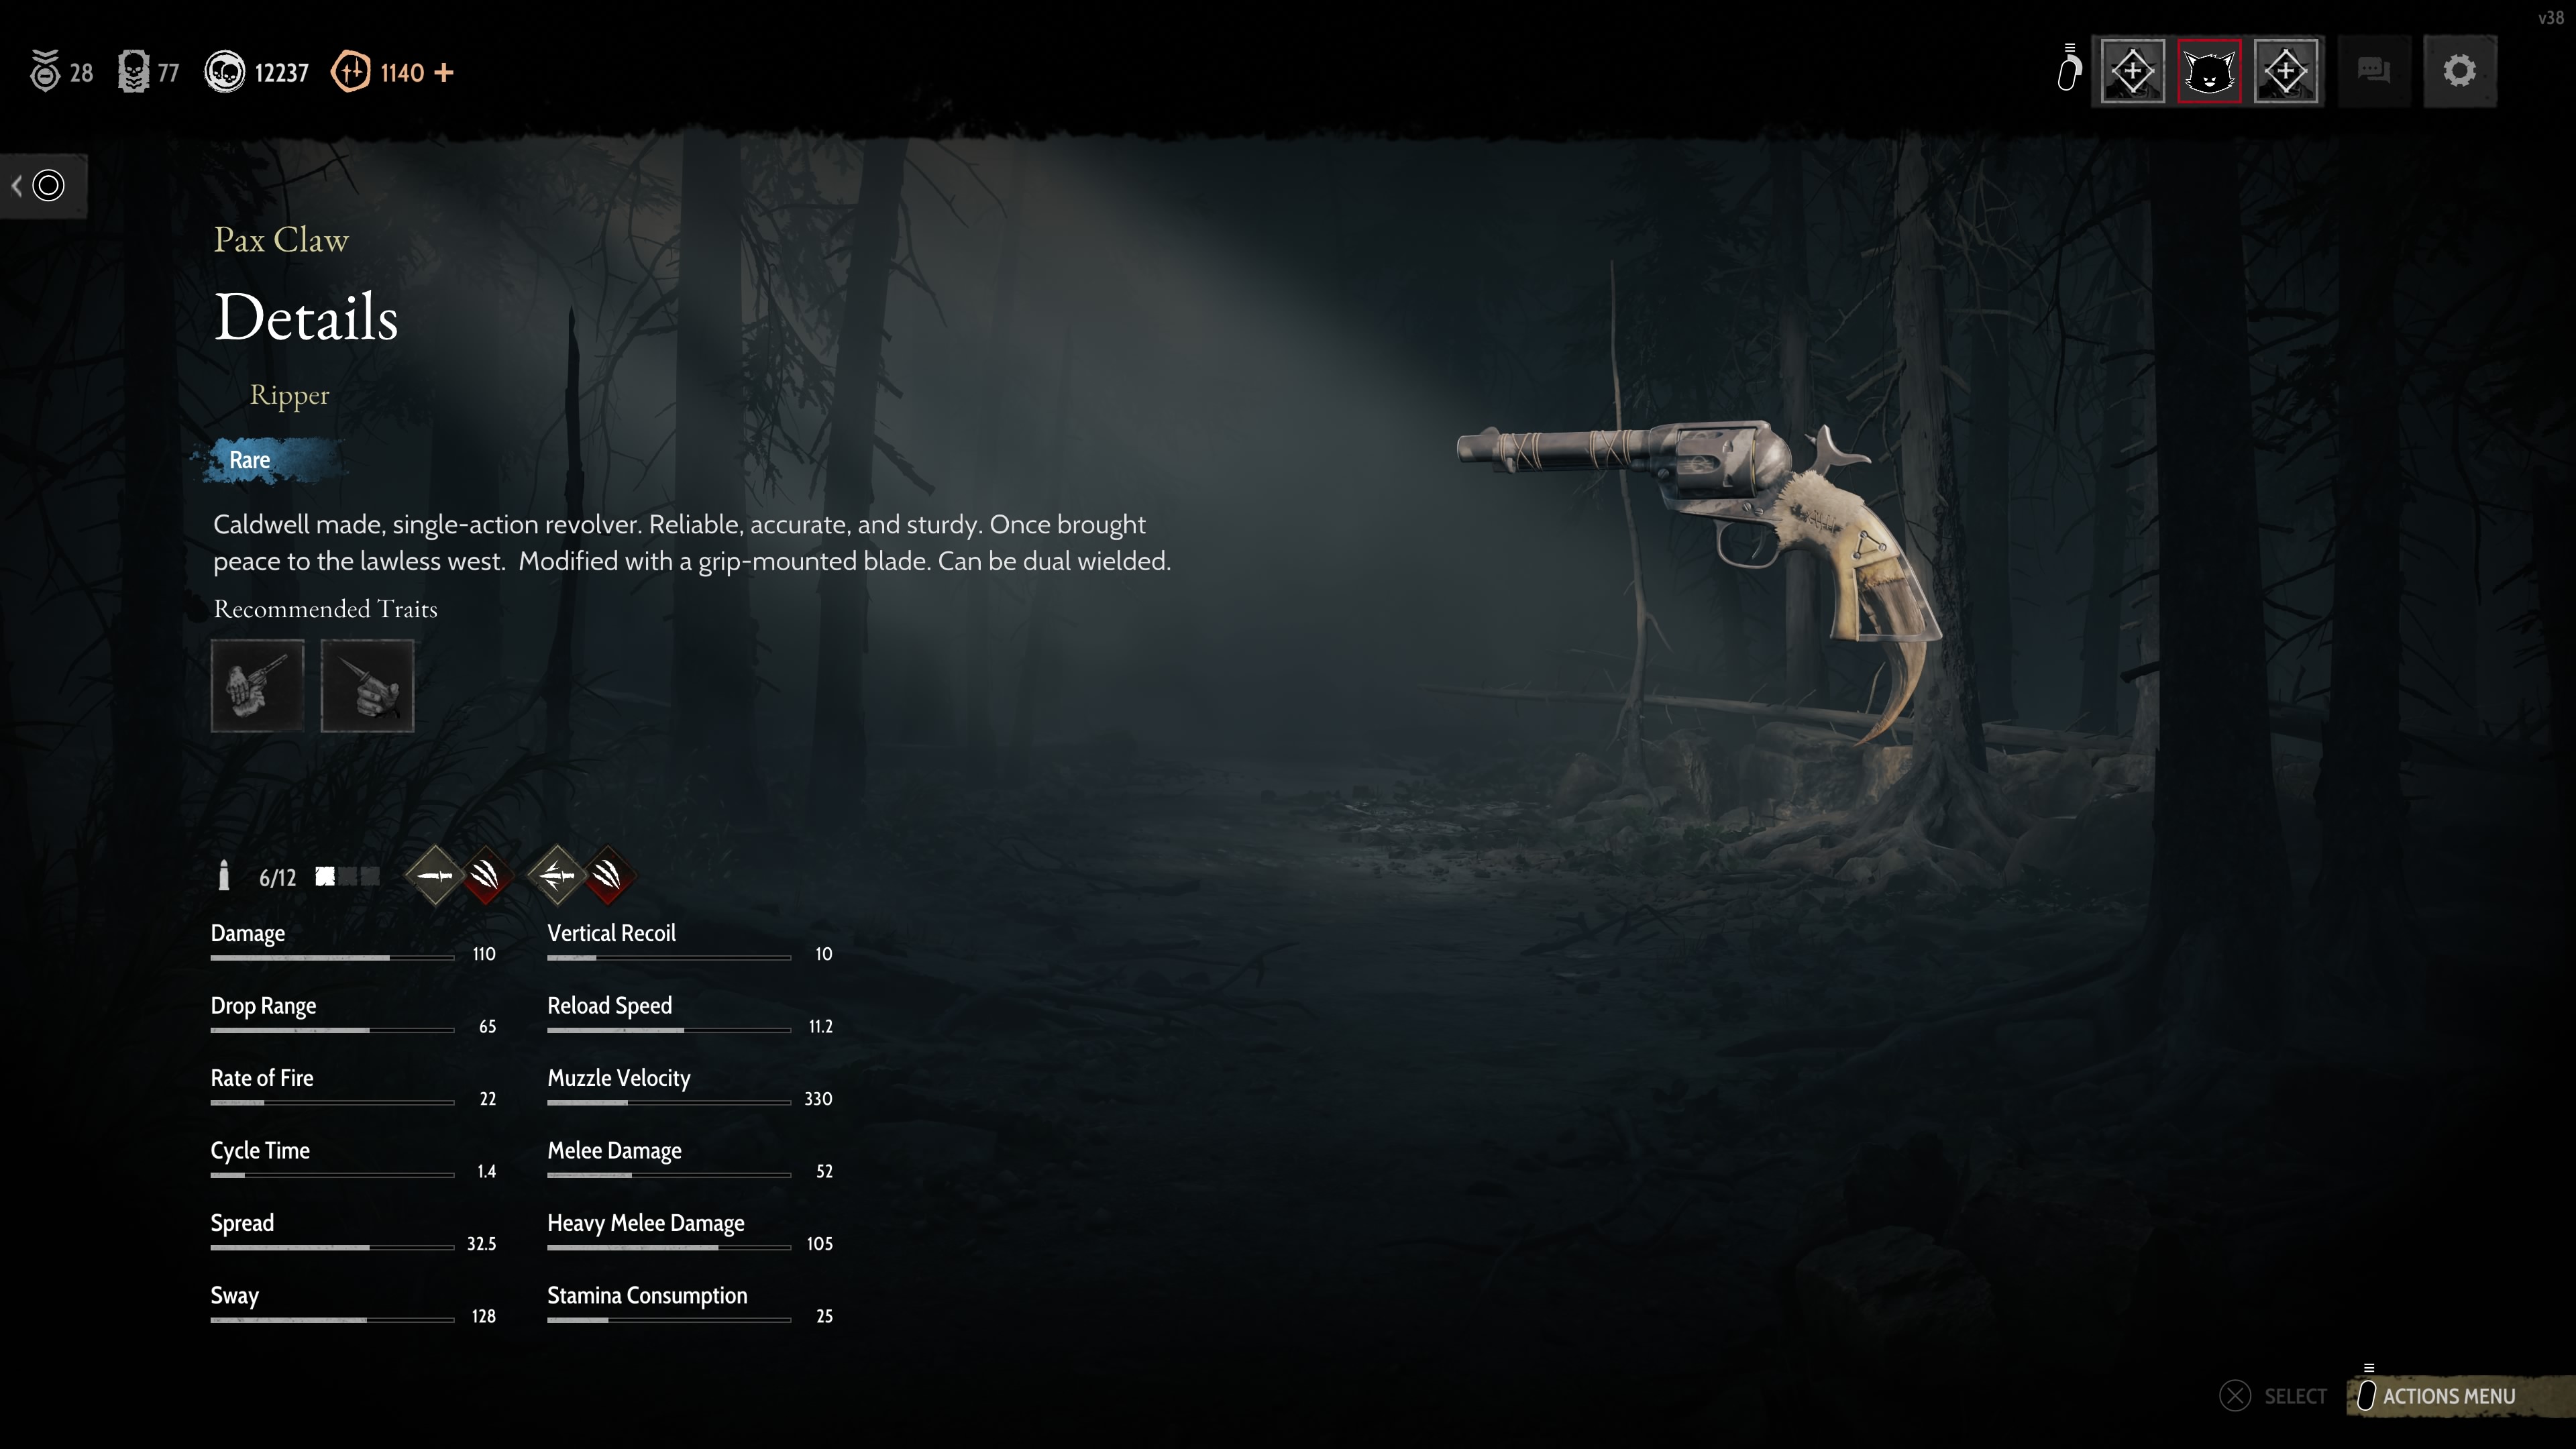 v38
28 77 12237 1140 +
Pax Claw
Details
Ripper
Rare
Caldwell made, single-action revolver. Reliable, accurate, and sturdy. Once brought
peace to the lawless west.  Modified with a grip-mounted blade. Can be dual wielded.
Recommended Traits
6/12
Damage
110
Drop Range
65
Rate of Fire
22
Cycle Time
1.4
Spread
32.5
Sway
128
Vertical Recoil
10
Reload Speed
11.2
Muzzle Velocity
330
Melee Damage
52
Heavy Melee Damage
105
Stamina Consumption
25
SELECT
ACTIONS MENU